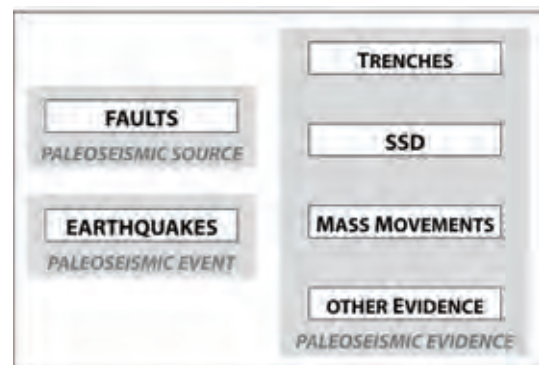 FAULTS
PALEOSEISMIC SOURCE
EARTHQUAKES
PALEOSEISMIC EVENT
TRENCHES
SSD
MASS MOVEMENTS
OTHER EVIDENCE
PALEOSEISMIC EVIDENCE